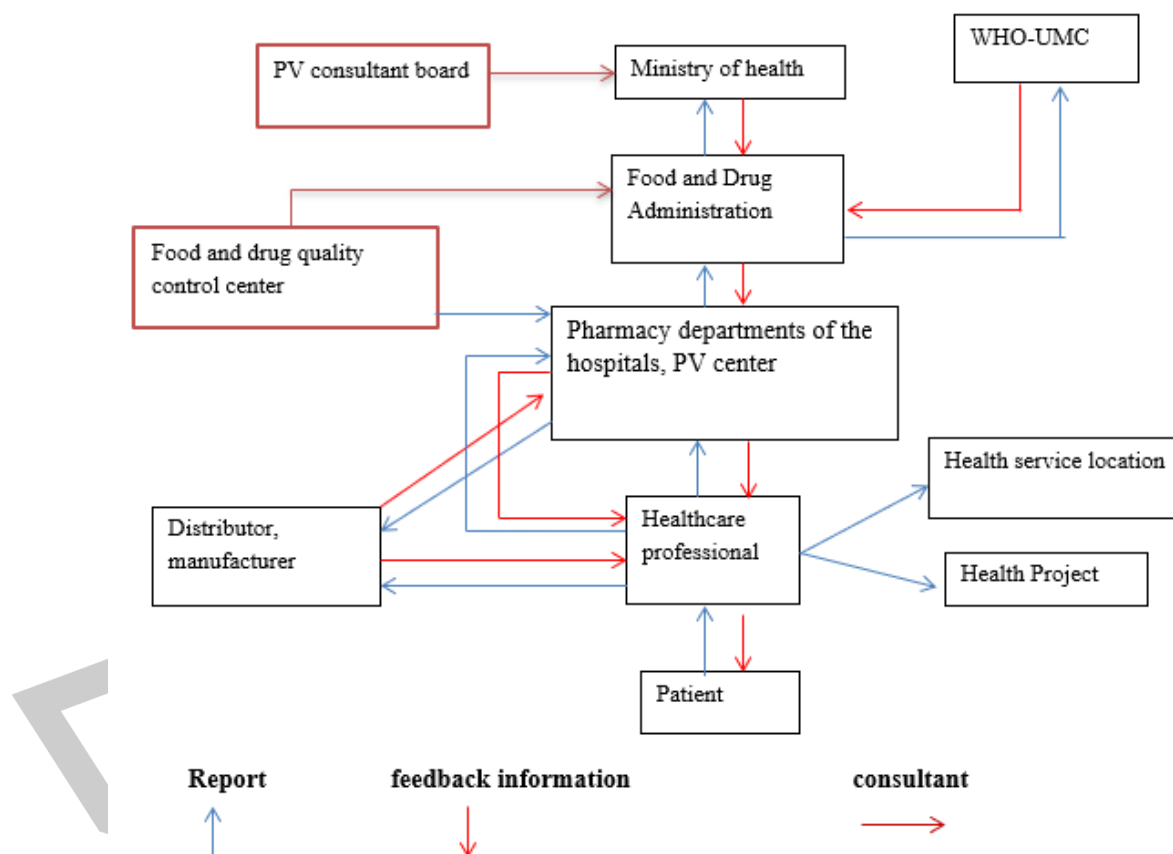 WHO-UMC
PV consultant board
Ministry of health
Food and Drug
Administration
Food and drug quality
control center
Pharmacy departments of the
hospitals, PV center
Health service location
Distributor,
manufacturer
Healthcare
professional
Health Project
Patient
Report
feedback information
consultant